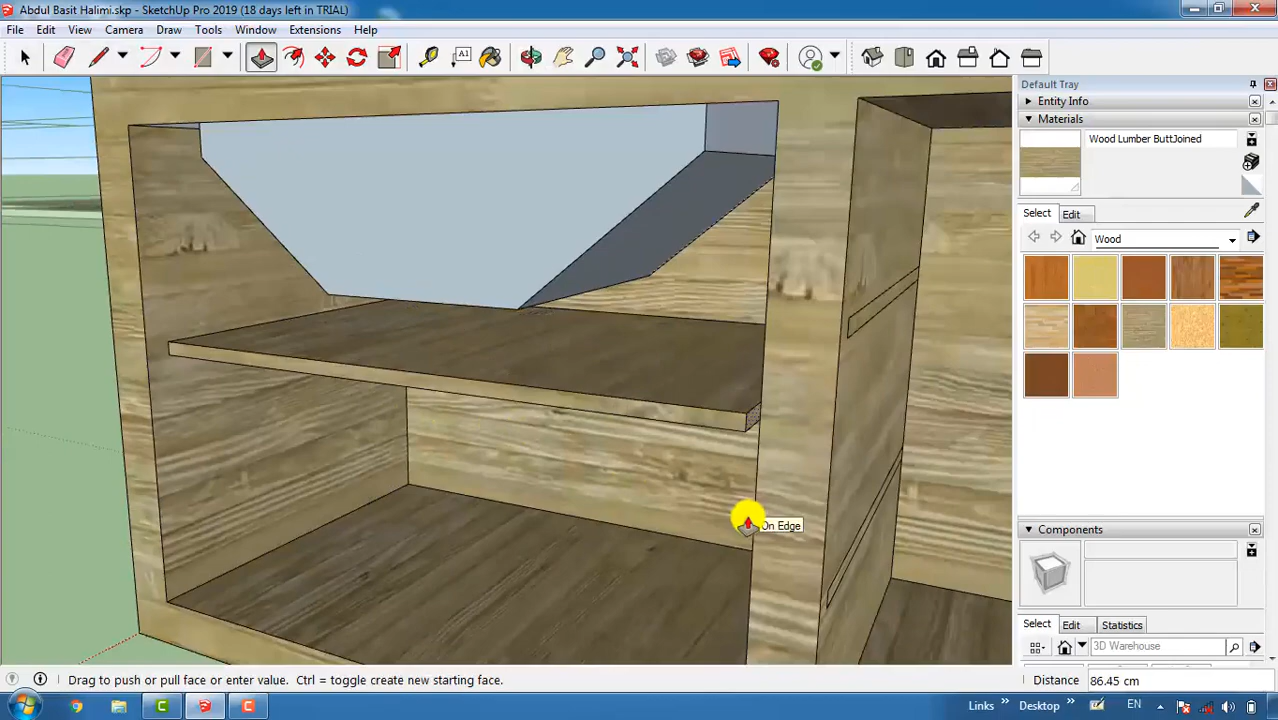 Abdul Basit Halimi.skp - SketchUp Pro 2019 (18 days left in TRIAL)
File Edit View Camera Draw Tools Window Extensions Help
A1
Default Tray
Entity Info
Materials
Wood Lumber ButtJoined
Select Edit
Wood
On Edge
Components
Select Edit Statistics
3D Warehouse
Drag to push or pull face or enter value. Ctrl = toggle create new starting face.
Distance 86.45 cm
Links » Desktop » EN